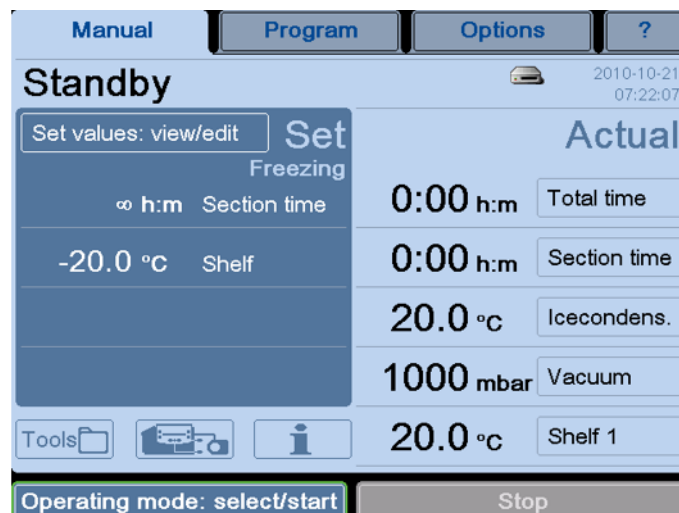 Manual
Program
Options
?
Standby
2010-10-21
07:22:07
Set values: view/edit
Set
Freezing
∞ h:m Section time
-20.0 °C Shelf
Tools
i
Actual
0:00 h:m Total time
0:00 h:m Section time
20.0 °C Icecondens.
1000 mbar Vacuum
20.0 °C Shelf 1
Operating mode: select/start
Stop